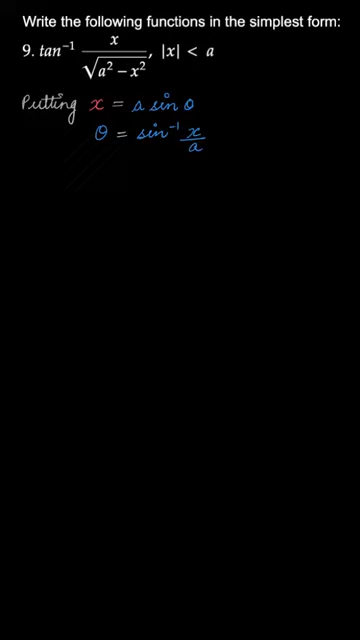 Write the following functions in the simplest form:
9. tan⁻¹ x/√(a² − x²), |x| < a
Putting x = a sin θ
θ = sin⁻¹ x/a